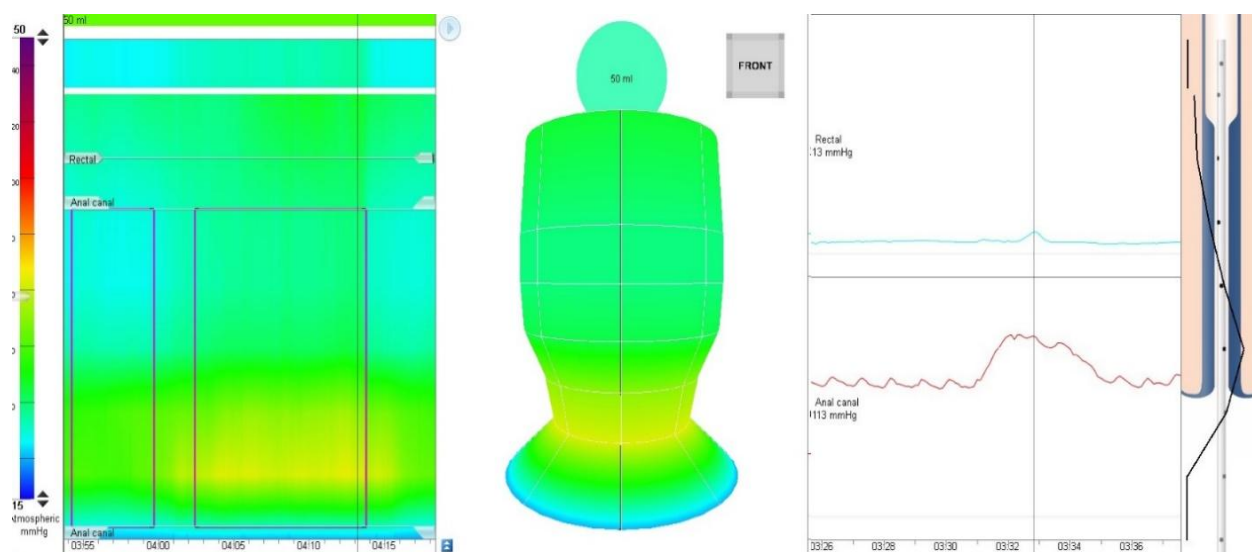 50 ml
50
40
20
Rectal
Anal canal
15
mmHg
Anal canal
03:55 04:00 04:05 04:10 04:15
50 ml
FRONT
Rectal
13 mmHg
Anal canal
113 mmHg
03:26 03:28 03:30 03:32 03:34 03:36